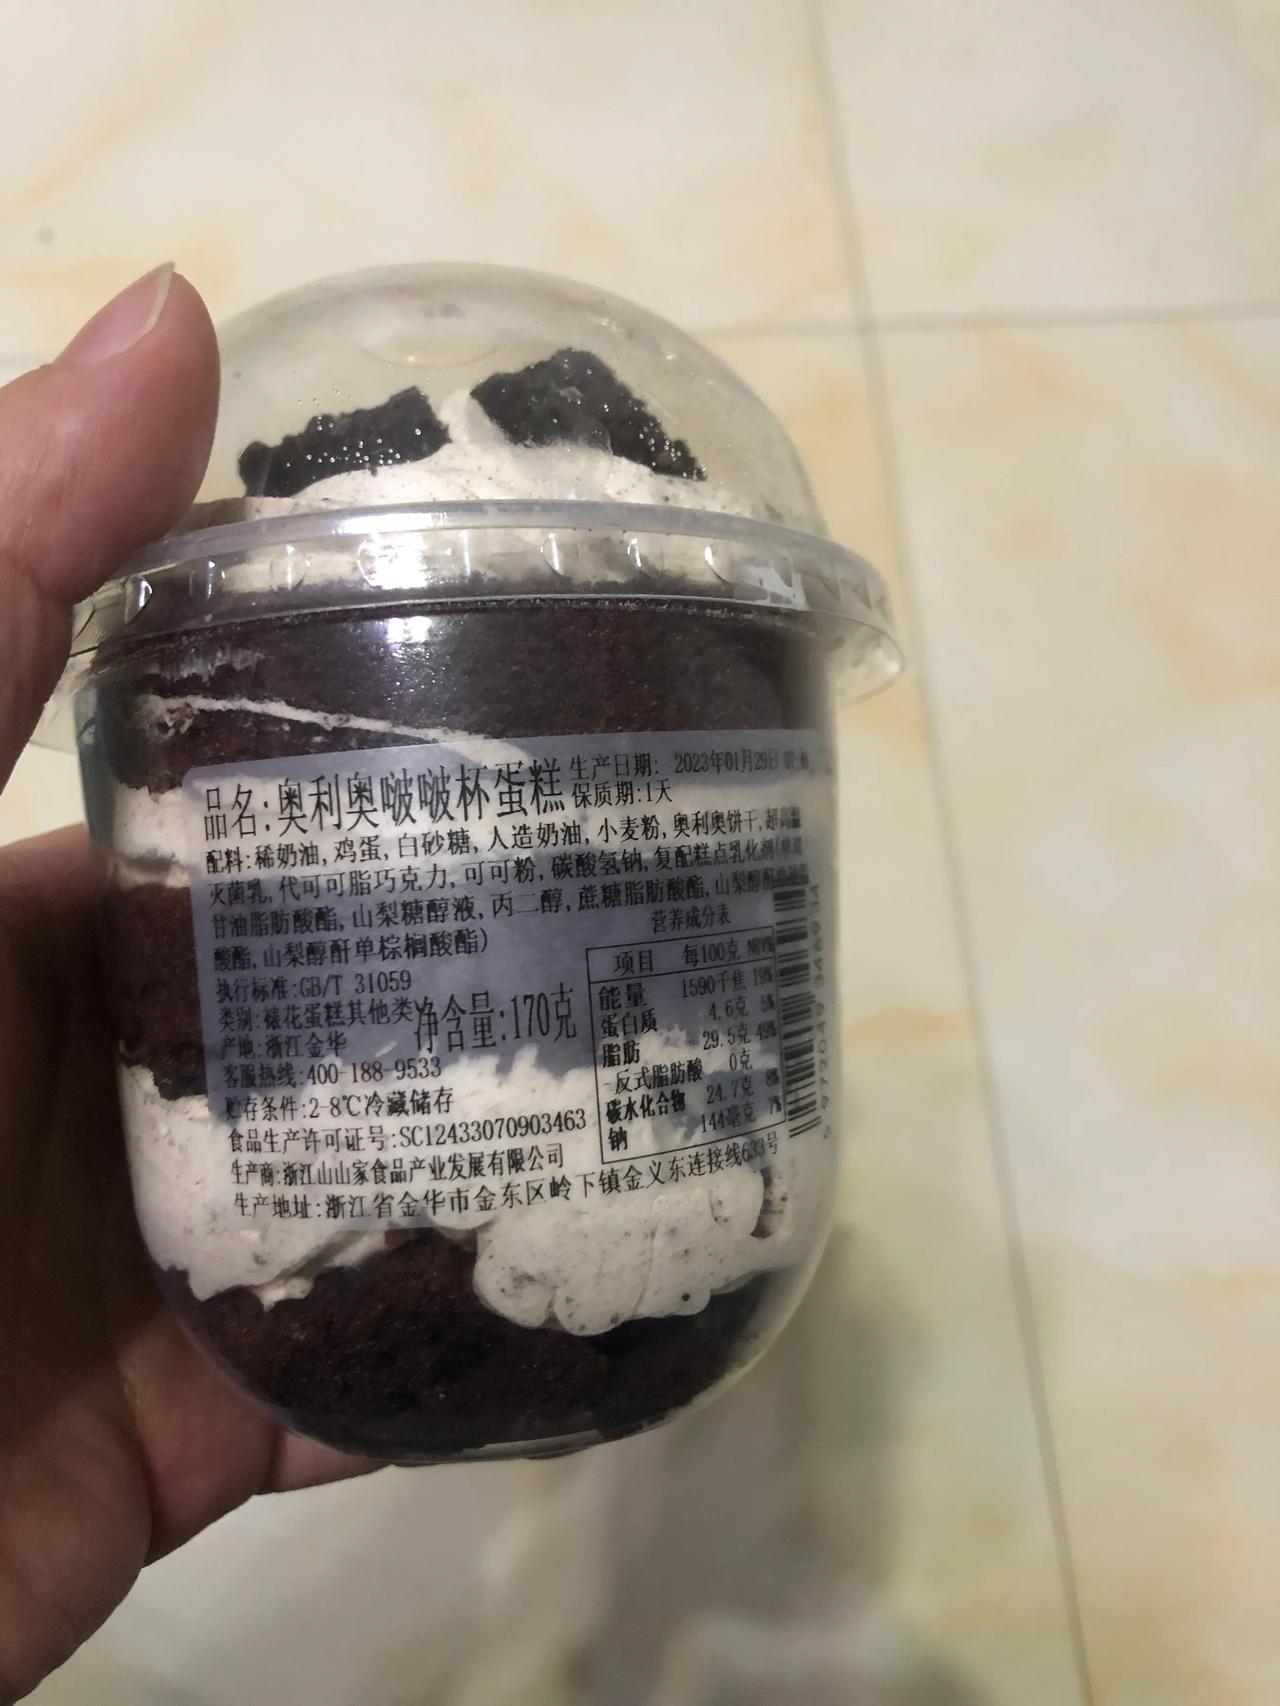 品名:奥利奥啵啵杯蛋糕
生产日期: 2023年01月29日
保质期:1天
配料:稀奶油, 鸡蛋, 白砂糖, 人造奶油, 小麦粉, 奥利奥饼干, 超高温
灭菌乳, 代可可脂巧克力, 可可粉, 碳酸氢钠, 复配糕点乳化剂(单双
甘油脂肪酸酯, 山梨糖醇液, 丙二醇, 蔗糖脂肪酸酯, 山梨醇酐
酸酯, 山梨醇酐单棕榈酸酯)
执行标准:GB/T 31059
类别:裱花蛋糕其他类
净含量:170克
产地:浙江金华
客服热线:400-188-9533
贮存条件:2-8℃冷藏储存
食品生产许可证号:SC12433070903463
生产商:浙江山山家食品产业发展有限公司
生产地址:浙江省金华市金东区岭下镇金义东连接线633号
营养成分表
项目 每100克 NRV%
能量 1590千焦 19%
蛋白质 4.6克 5%
脂肪 29.5克 49%
-反式脂肪酸 0克
碳水化合物 24.7克 8%
钠 144毫克 7%